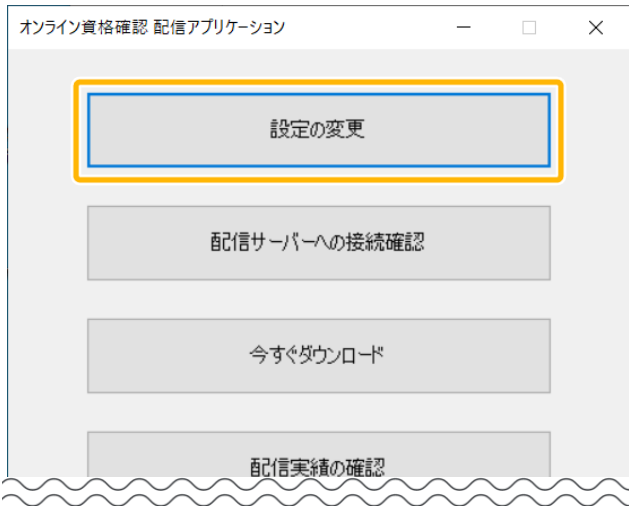 オンライン資格確認 配信アプリケーション
設定の変更
配信サーバーへの接続確認
今すぐダウンロード
配信実績の確認